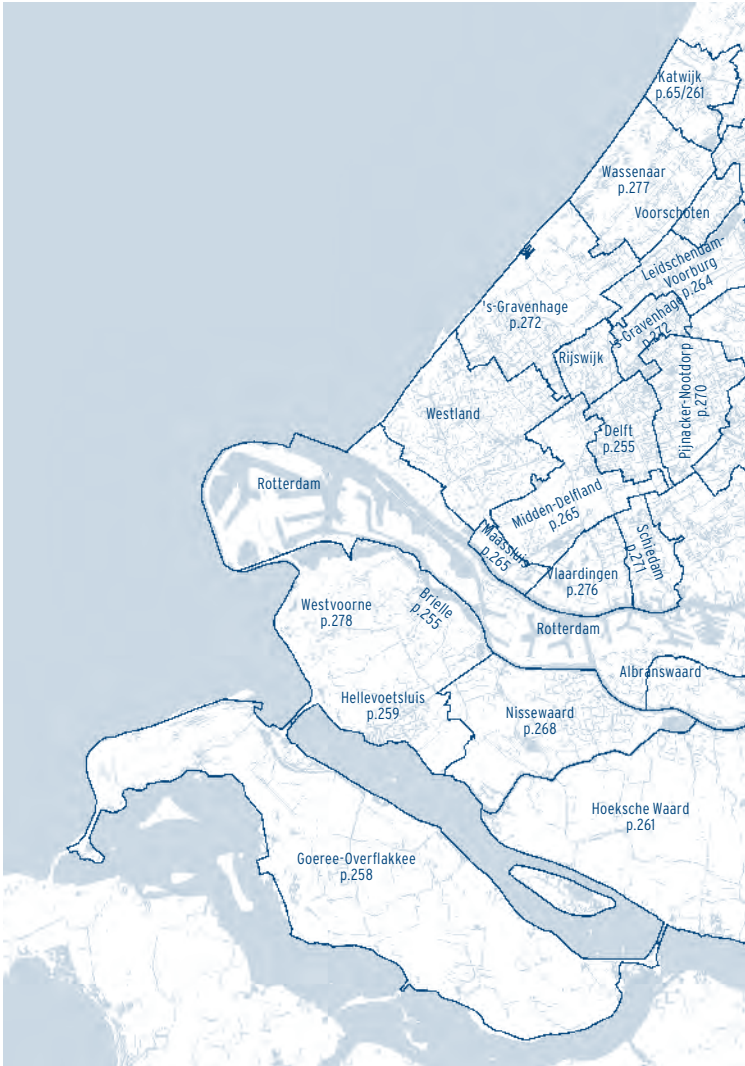 Katwijk
p.65/261
Wassenaar
p.277
Voorschoten
Leidschendam-
Voorburg
p.264
's-Gravenhage
p.272
's-Gravenhage
p.272
Rijswijk
Pijnacker-Nootdorp
p.270
Westland
Delft
p.255
Rotterdam
Midden-Delfland
p.265
Maassluis
p.265
Schiedam
p.271
Vlaardingen
p.276
Westvoorne
p.278
Brielle
p.255
Rotterdam
Albranswaard
Hellevoetsluis
p.259
Nissewaard
p.268
Hoeksche Waard
p.261
Goeree-Overflakkee
p.258